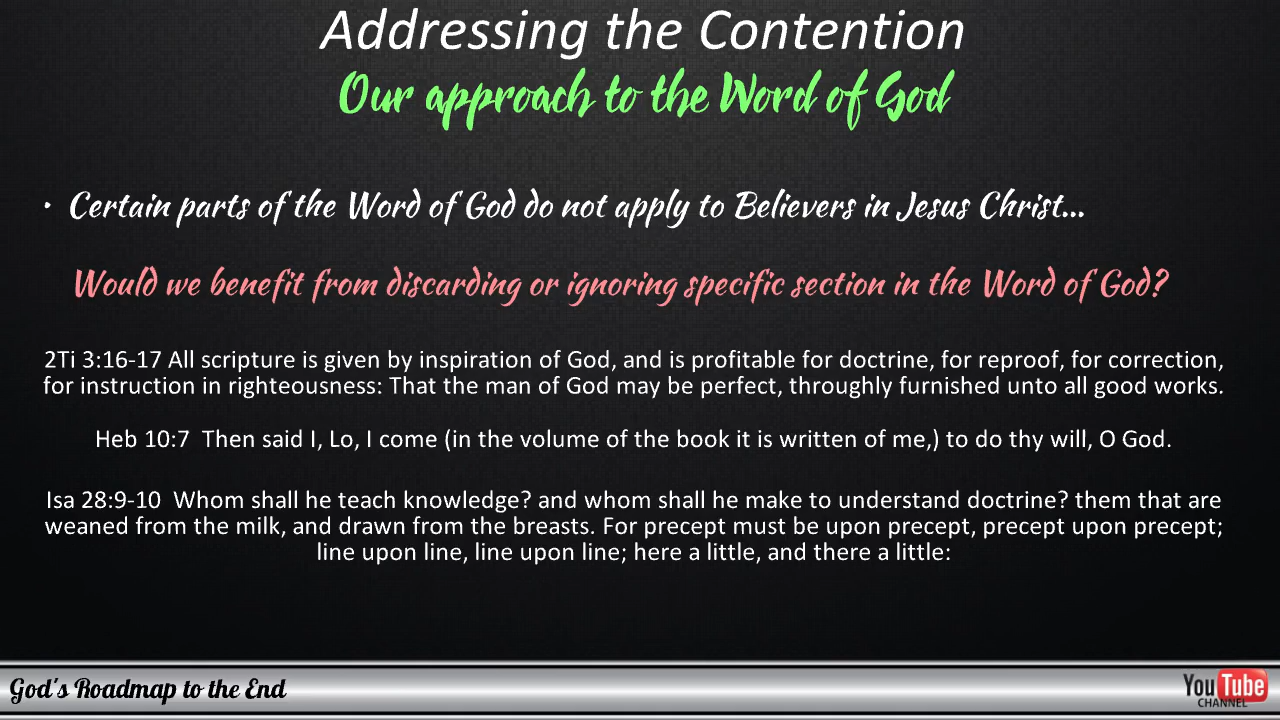 Addressing the Contention
Our approach to the Word of God
• Certain parts of the Word of God do not apply to Believers in Jesus Christ...
Would we benefit from discarding or ignoring specific section in the Word of God?
2Ti 3:16-17 All scripture is given by inspiration of God, and is profitable for doctrine, for reproof, for correction,
for instruction in righteousness: That the man of God may be perfect, throughly furnished unto all good works.
Heb 10:7  Then said I, Lo, I come (in the volume of the book it is written of me,) to do thy will, O God.
Isa 28:9-10  Whom shall he teach knowledge? and whom shall he make to understand doctrine? them that are
weaned from the milk, and drawn from the breasts. For precept must be upon precept, precept upon precept;
line upon line, line upon line; here a little, and there a little:
God's Roadmap to the End
YouTube
CHANNEL